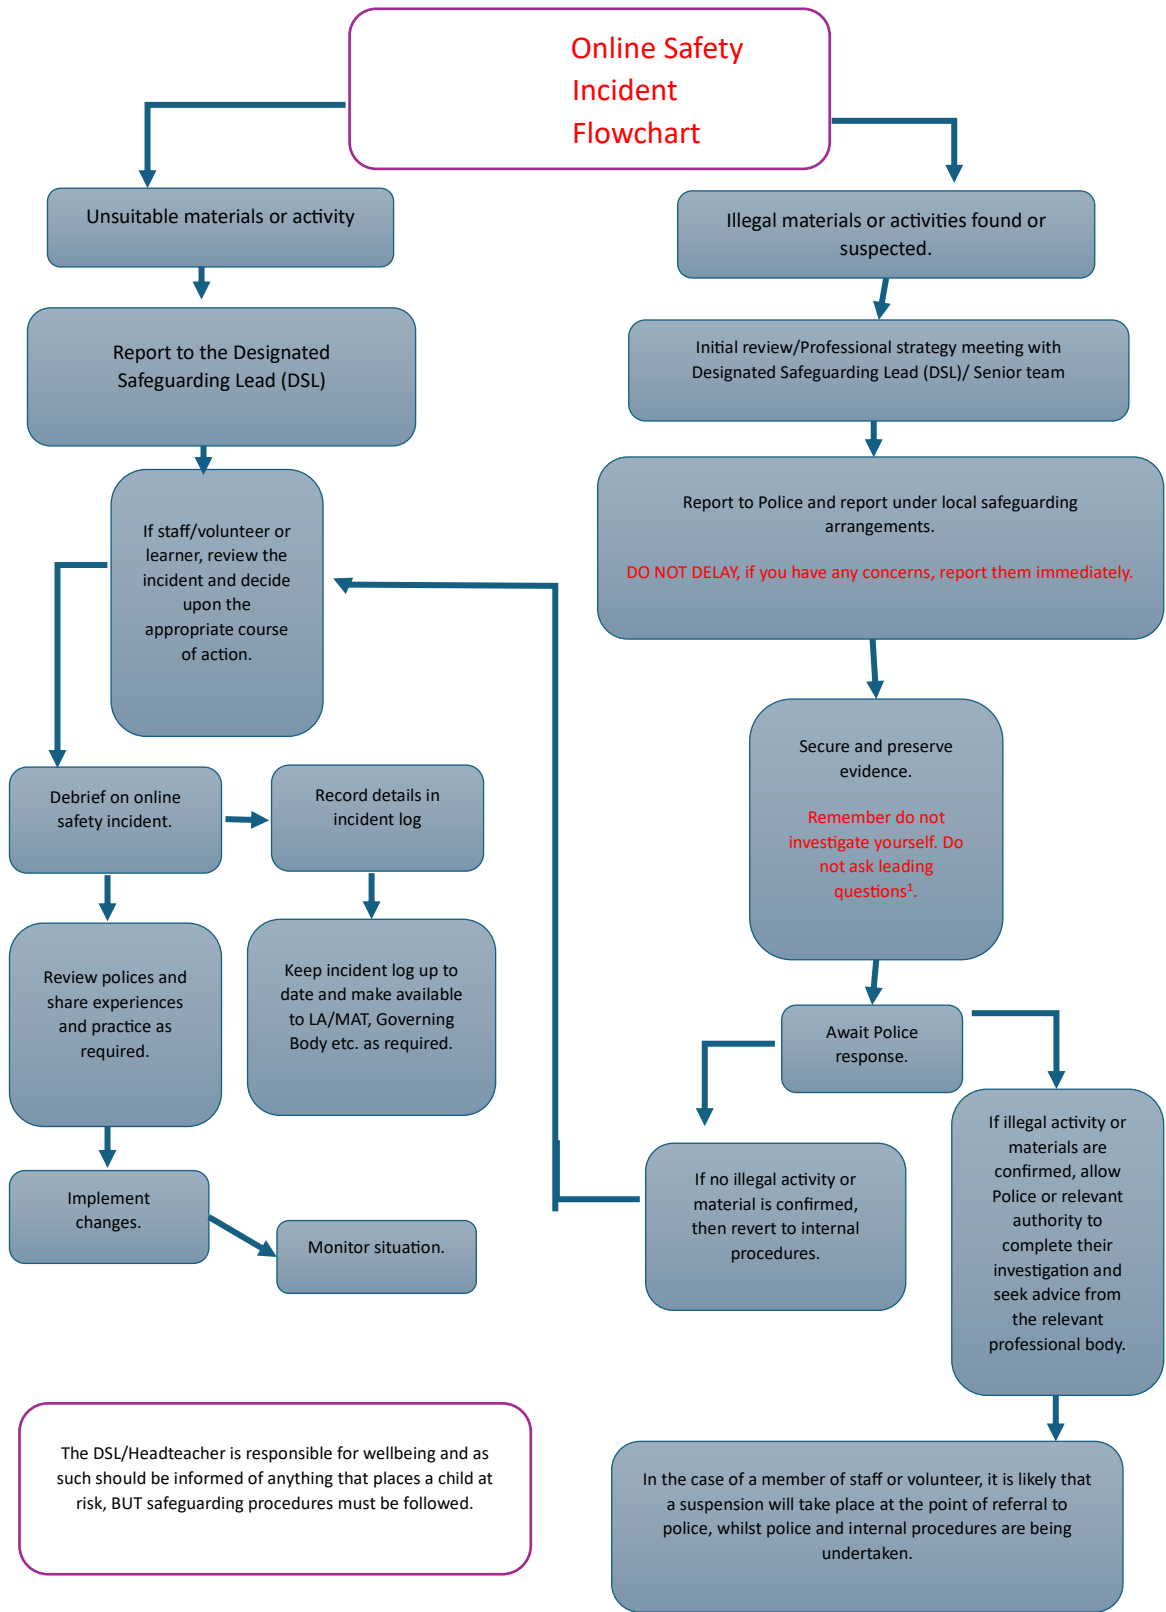 Online Safety
Incident
Flowchart
Unsuitable materials or activity
Report to the Designated
Safeguarding Lead (DSL)
If staff/volunteer or
learner, review the
incident and decide
upon the
appropriate course
of action.
Debrief on online
safety incident.
Record details in
incident log
Review polices and
share experiences
and practice as
required.
Keep incident log up to
date and make available
to LA/MAT, Governing
Body etc. as required.
Implement
changes.
Monitor situation.
Illegal materials or activities found or
suspected.
Initial review/Professional strategy meeting with
Designated Safeguarding Lead (DSL)/ Senior team
Report to Police and report under local safeguarding
arrangements.
DO NOT DELAY, if you have any concerns, report them immediately.
Secure and preserve
evidence.
Remember do not
investigate yourself. Do
not ask leading
questions¹.
Await Police
response.
If no illegal activity or
material is confirmed,
then revert to internal
procedures.
If illegal activity or
materials are
confirmed, allow
Police or relevant
authority to
complete their
investigation and
seek advice from
the relevant
professional body.
In the case of a member of staff or volunteer, it is likely that
a suspension will take place at the point of referral to
police, whilst police and internal procedures are being
undertaken.
The DSL/Headteacher is responsible for wellbeing and as
such should be informed of anything that places a child at
risk, BUT safeguarding procedures must be followed.